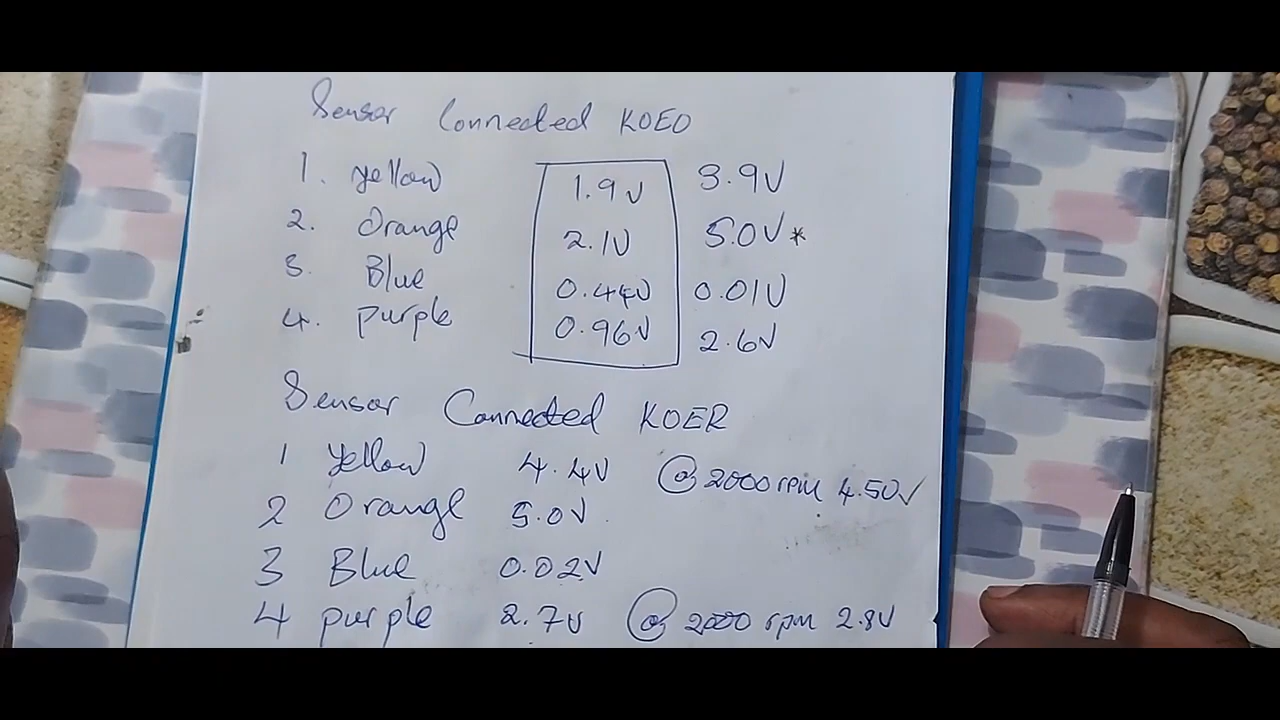 Sensor Connected KOEO
1. yellow 1.9V 3.9V
2. Orange 2.1V 5.0V*
3. Blue 0.44V 0.01V
4. purple 0.96V 2.6V
Sensor Connected KOER
1 yellow 4.4V @ 2000 rpm 4.50V
2 Orange 5.0V
3 Blue 0.02V
4 purple 2.7V @ 2000 rpm 2.8V